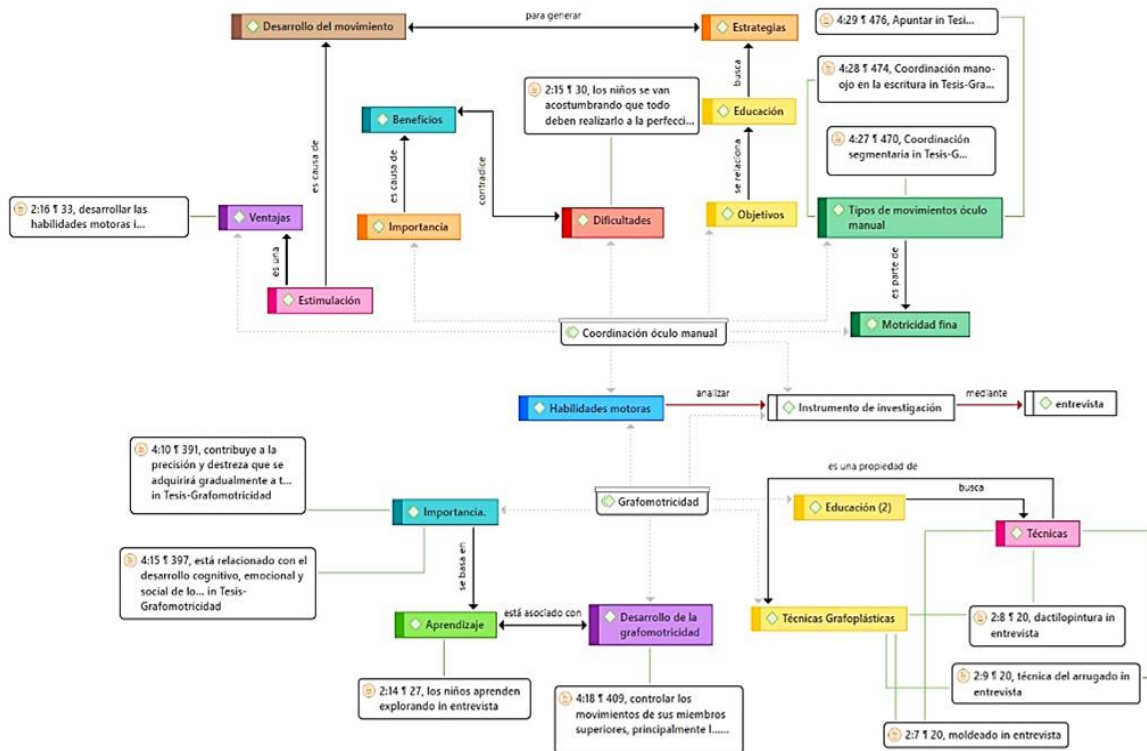 Desarrollo del movimiento
para generar
Estrategias
4:29 ¶ 476, Apuntar in Tesi...
4:28 ¶ 474, Coordinación mano-
ojo en la escritura in Tesis-Gra...
busca
2:15 ¶ 30, los niños se van
acostumbrando que todo
deben realizarlo a la perfecci...
Beneficios
Educación
es causa de
4:27 ¶ 470, Coordinación
segmentaria in Tesis-G...
es causa de
contradice
se relaciona
2:16 ¶ 33, desarrollar las
habilidades motoras i...
Ventajas
Importancia
Dificultades
Objetivos
Tipos de movimientos óculo
manual
es una
es parte de
Estimulación
Coordinación óculo manual
Motricidad fina
Habilidades motoras
analizar
Instrumento de investigación
mediante
entrevista
4:10 ¶ 391, contribuye a la
precisión y destreza que se
adquirirá gradualmente a t...
in Tesis-Grafomotricidad
es una propiedad de
Grafomotricidad
busca
Importancia.
Educación (2)
Técnicas
4:15 ¶ 397, está relacionado con el
desarrollo cognitivo, emocional y
social de lo... in Tesis-
Grafomotricidad
se basa en
Aprendizaje
está asociado con
Desarrollo de la
grafomotricidad
Técnicas Grafoplásticas
2:8 ¶ 20, dactilopintura in
entrevista
2:14 ¶ 27, los niños aprenden
explorando in entrevista
4:18 ¶ 409, controlar los
movimientos de sus miembros
superiores, principalmente l......
2:9 ¶ 20, técnica del arrugado in
entrevista
2:7 ¶ 20, moldeado in entrevista